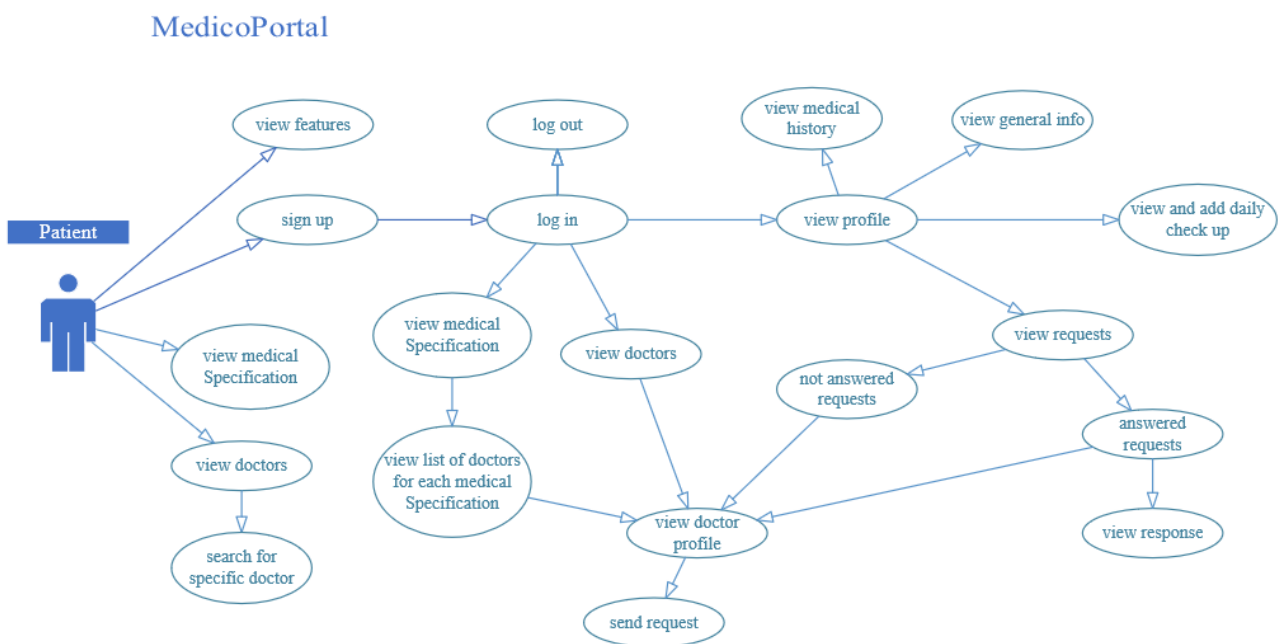 MedicoPortal
view features
log out
view medical
history
view general info
Patient
sign up
log in
view profile
view and add daily
check up
view medical
Specification
view medical
Specification
view doctors
view requests
not answered
requests
answered
requests
view doctors
view list of doctors
for each medical
Specification
view doctor
profile
view response
search for
specific doctor
send request